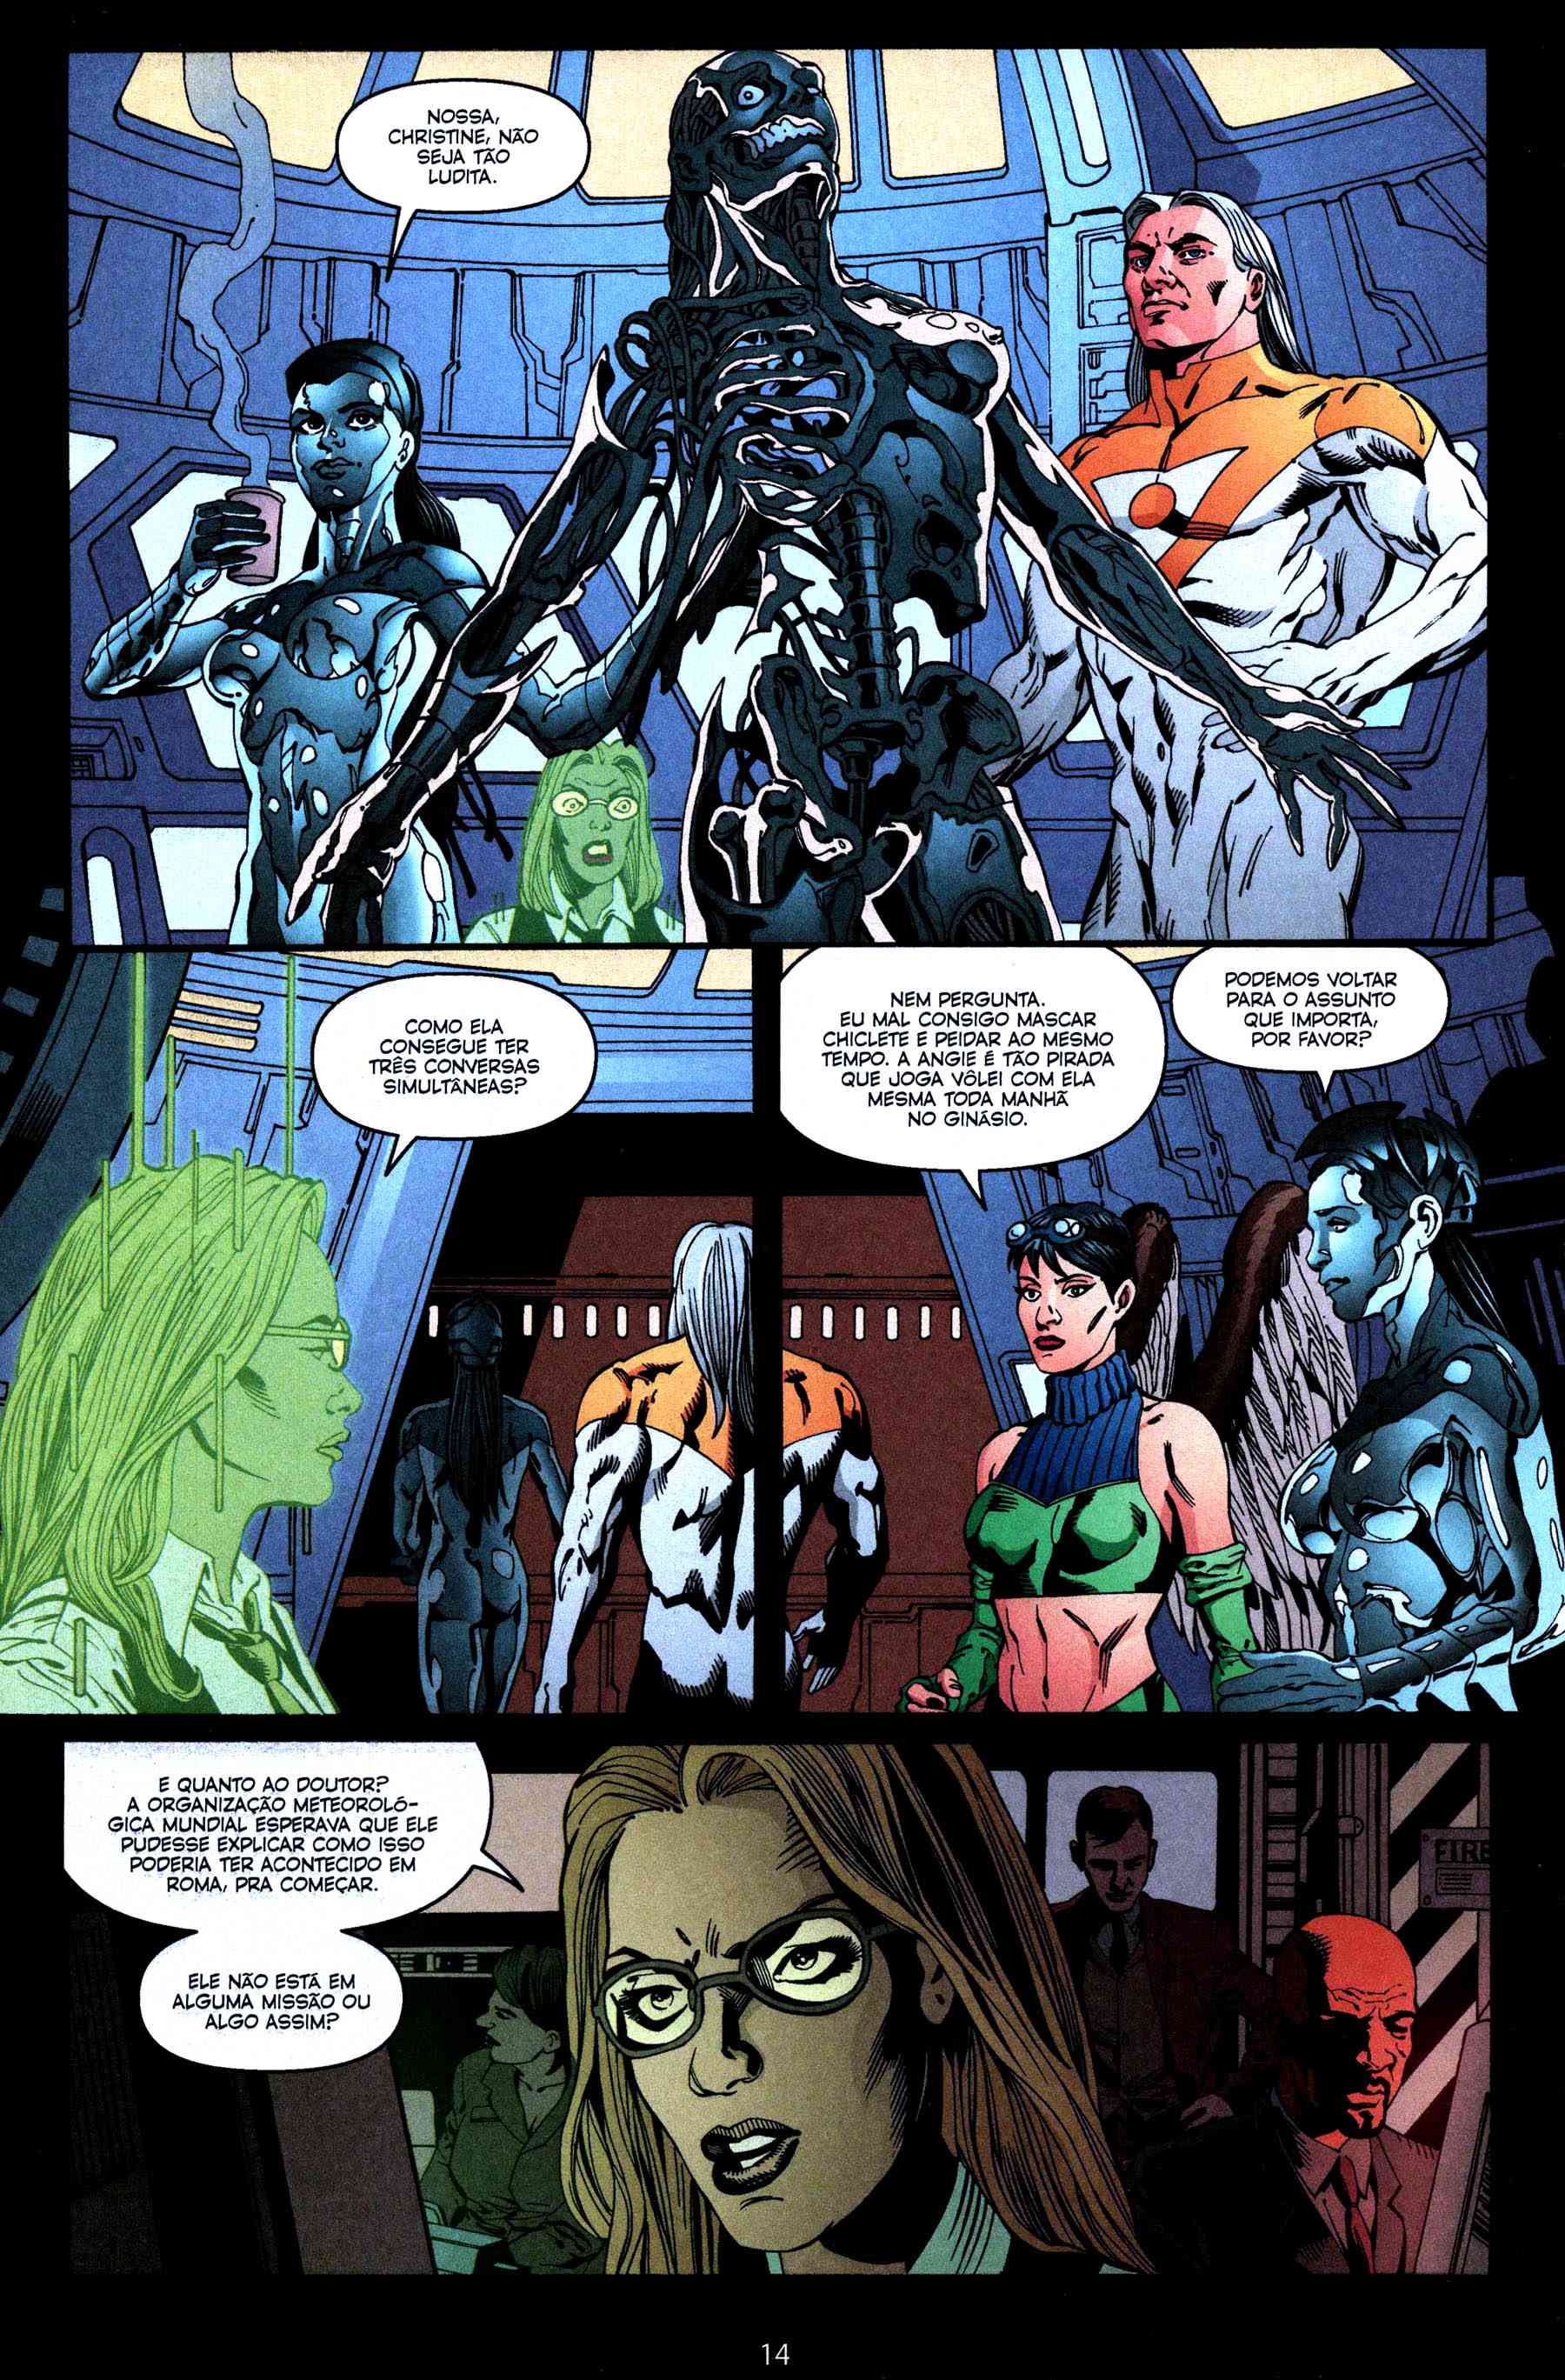 NOSSA,
CHRISTINE, NÃO
SEJA TÃO
LUDITA.
COMO ELA
CONSEGUE TER
TRÊS CONVERSAS
SIMULTÂNEAS?
NEM PERGUNTA.
EU MAL CONSIGO MASCAR
CHICLETE E PEIDAR AO MESMO
TEMPO. A ANGIE É TÃO PIRADA
QUE JOGA VÔLEI COM ELA
MESMA TODA MANHÃ
NO GINÁSIO.
PODEMOS VOLTAR
PARA O ASSUNTO
QUE IMPORTA,
POR FAVOR?
E QUANTO AO DOUTOR?
A ORGANIZAÇÃO METEOROLÓ-
GICA MUNDIAL ESPERAVA QUE ELE
PUDESSE EXPLICAR COMO ISSO
PODERIA TER ACONTECIDO EM
ROMA, PRA COMEÇAR.
ELE NÃO ESTÁ EM
ALGUMA MISSÃO OU
ALGO ASSIM?
FIRE
14